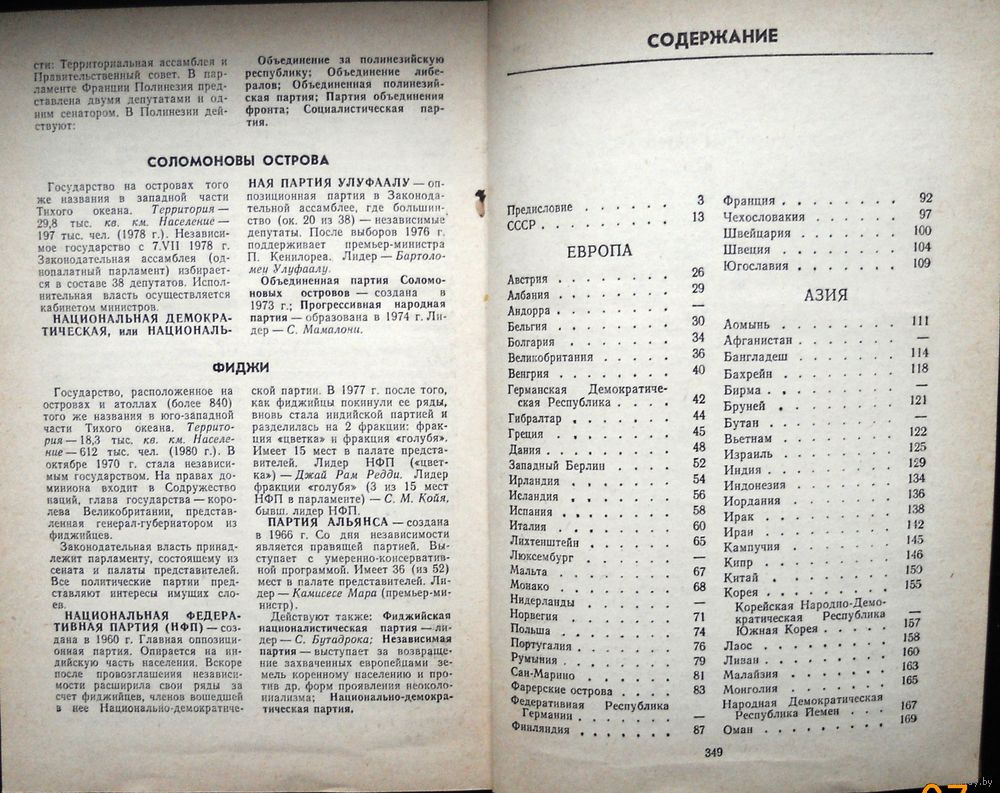 сти: Территориальная ассамблея и
Правительственный совет. В пар-
ламенте Франции Полинезия пред-
ставлена двумя депутатами и од-
ним сенатором. В Полинезии дей-
ствуют:
Объединение за полинезийскую
республику; Объединение либе-
ралов; Объединенная полинезий-
ская партия; Партия объединения
фронта; Социалистическая пар-
тия.
СОЛОМОНОВЫ ОСТРОВА
Государство на островах того
же названия в западной части
Тихого океана. Территория —
29,8 тыс. кв. км. Население —
197 тыс. чел. (1978 г.). Независи-
мое государство с 7.VII 1978 г.
Законодательная ассамблея (од-
нопалатный парламент) избирает-
ся в составе 38 депутатов. Испол-
нительная власть осуществляется
кабинетом министров.
НАЦИОНАЛЬНАЯ ДЕМОКРА-
ТИЧЕСКАЯ, или НАЦИОНАЛЬ-
НАЯ ПАРТИЯ УЛУФААЛУ — оп-
позиционная партия в Законода-
тельной ассамблее, где большин-
ство (ок. 20 из 38) — независимые
депутаты. После выборов 1976 г.
поддерживает премьер-министра
П. Кенилореа. Лидер — Бартоло-
меи Улуфаалу.
Объединенная партия Соломо-
новых островов — создана в
1973 г.; Прогрессивная народная
партия — образована в 1974 г. Ли-
дер — С. Мамалони.
ФИДЖИ
Государство, расположенное на
островах и атоллах (более 840)
того же названия в юго-западной
части Тихого океана. Террито-
рия — 18,3 тыс. кв. км. Населе-
ние — 612 тыс. чел. (1980 г.). В
октябре 1970 г. стала независи-
мым государством. На правах до-
миниона входит в Содружество
наций, глава государства — коро-
лева Великобритании, представ-
ленная генерал-губернатором из
фиджийцев.
Законодательная власть принад-
лежит парламенту, состоящему из
сената и палаты представителей.
Все политические партии пред-
ставляют интересы имущих сло-
ев.
НАЦИОНАЛЬНАЯ ФЕДЕРА-
ТИВНАЯ ПАРТИЯ (НФП) — соз-
дана в 1960 г. Главная оппозици-
онная партия. Опирается на ин-
дийскую часть населения. Вскоре
после провозглашения независи-
мости расширила свои ряды за
счет фиджийцев, членов вошедшей
в нее Национально-демократиче-
ской партии. В 1977 г. после того,
как фиджийцы покинули ее ряды,
вновь стала индийской партией и
разделилась на 2 фракции: фрак-
ция «цветка» и фракция «голубя».
Имеет 15 мест в палате предста-
вителей. Лидер НФП («цвет-
ка») — Джай Рам Редди. Лидер
фракции «голубя» (3 из 15 мест
НФП в парламенте) — С. М. Койя,
бывш. лидер НФП.
ПАРТИЯ АЛЬЯНСА — создана
в 1966 г. Со дня независимости
является правящей партией. Вы-
ступает с умеренно-консерватив-
ной программой. Имеет 36 (из 52)
мест в палате представителей. Ли-
дер — Камисесе Мара (премьер-ми-
нистр).
Действуют также: Фиджийская
националистическая партия — ли-
дер — С. Бутадрока; Независимая
партия — выступает за возвраще-
ние захваченных европейцами зе-
мель коренному населению и про-
тив др. форм проявления неоколо-
ниализма; Национально-демокра-
тическая партия.
СОДЕРЖАНИЕ
Предисловие . . . . . . 3
СССР . . . . . . . . 13
ЕВРОПА
Австрия . . . . . . . 26
Албания . . . . . . . 29
Андорра . . . . . . . —
Бельгия . . . . . . . 30
Болгария . . . . . . 34
Великобритания . . . . . 36
Венгрия . . . . . . . 40
Германская Демократиче-
ская Республика . . . . 42
Гибралтар . . . . . . 44
Греция . . . . . . . 45
Дания . . . . . . . 48
Западный Берлин . . . . 52
Ирландия . . . . . . 54
Исландия . . . . . . 56
Испания . . . . . . 58
Италия . . . . . . . 60
Лихтенштейн . . . . . 65
Люксембург . . . . . —
Мальта . . . . . . . 67
Монако . . . . . . . 68
Нидерланды . . . . . —
Норвегия . . . . . . 71
Польша . . . . . . . 74
Португалия . . . . . . 76
Румыния . . . . . . . 79
Сан-Марино . . . . . . 81
Фарерские острова . . . . 83
Федеративная Республика
Германии . . . . . . —
Финляндия . . . . . . 87
Франция . . . . . . . 92
Чехословакия . . . . . 97
Швейцария . . . . . . 100
Швеция . . . . . . . 104
Югославия . . . . . . 109
АЗИЯ
Аомынь . . . . . . . 111
Афганистан . . . . . . —
Бангладеш . . . . . . 114
Бахрейн . . . . . . . 118
Бирма . . . . . . . —
Бруней . . . . . . . 121
Бутан . . . . . . . —
Вьетнам . . . . . . . 122
Израиль . . . . . . . 125
Индия . . . . . . . 129
Индонезия . . . . . . 134
Иордания . . . . . . 136
Ирак . . . . . . . 138
Иран . . . . . . . 142
Кампучия . . . . . . 145
Кипр . . . . . . . 146
Китай . . . . . . . 150
Корея . . . . . . . 155
Корейская Народно-Демо-
кратическая Республика —
Южная Корея . . . . . 157
Лаос . . . . . . . 158
Ливан . . . . . . . 160
Малайзия . . . . . . 163
Монголия . . . . . . 165
Народная Демократическая
Республика Йемен . . . 167
Оман . . . . . . . 169
349